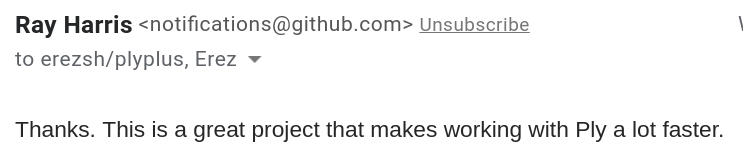 Ray Harris <notifications@github.com> Unsubscribe
to erezsh/plyplus, Erez
Thanks. This is a great project that makes working with Ply a lot faster.